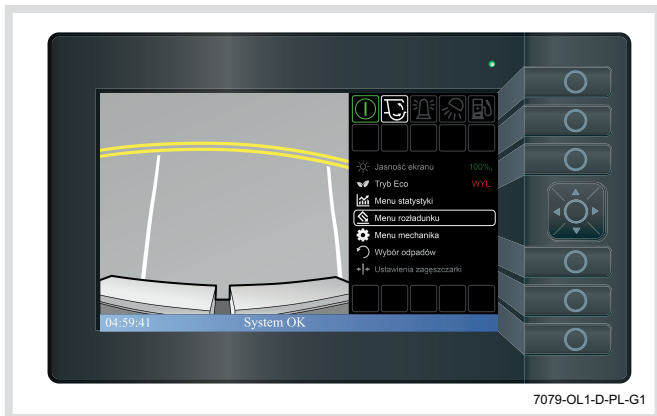 Jasność ekranu 100%,
Tryb Eco WYŁ.
Menu statystyki
Menu rozładunku
Menu mechanika
Wybór odpadów
Ustawienia zagęszczarki
04:59:41 System OK
7079-OL1-D-PL-G1